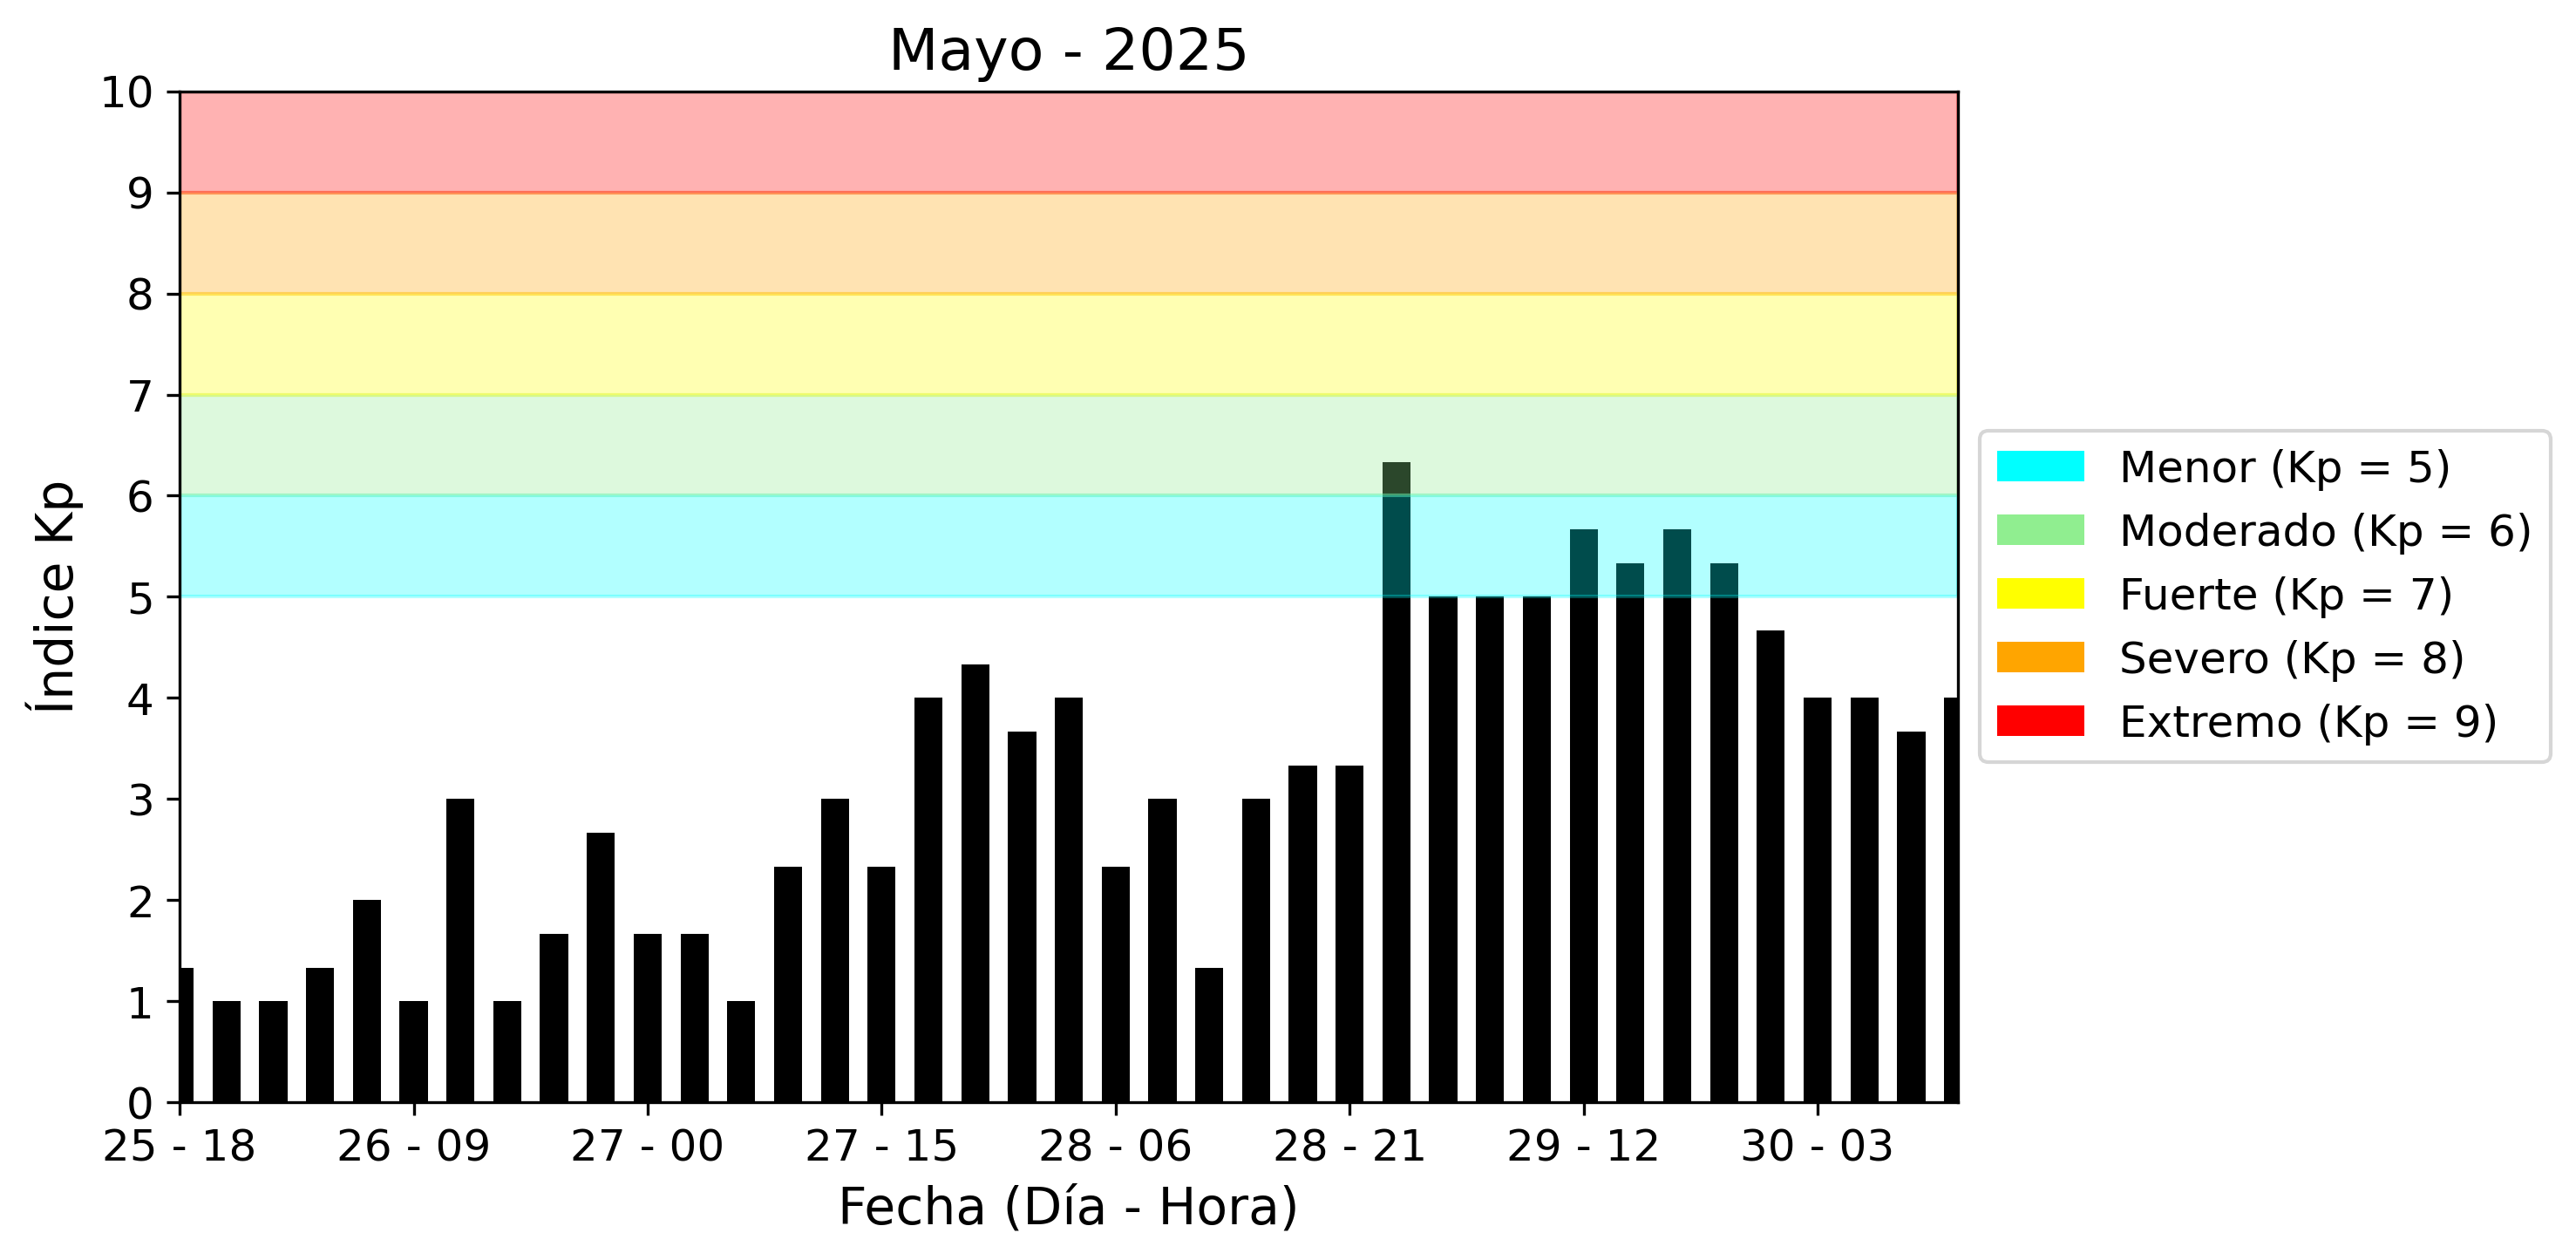 Mayo - 2025
10
9
8
7
6
5
4
3
2
1
0
Índice Kp
25 - 18
26 - 09
27 - 00
27 - 15
28 - 06
28 - 21
29 - 12
30 - 03
Fecha (Día - Hora)
Menor (Kp = 5)
Moderado (Kp = 6)
Fuerte (Kp = 7)
Severo (Kp = 8)
Extremo (Kp = 9)